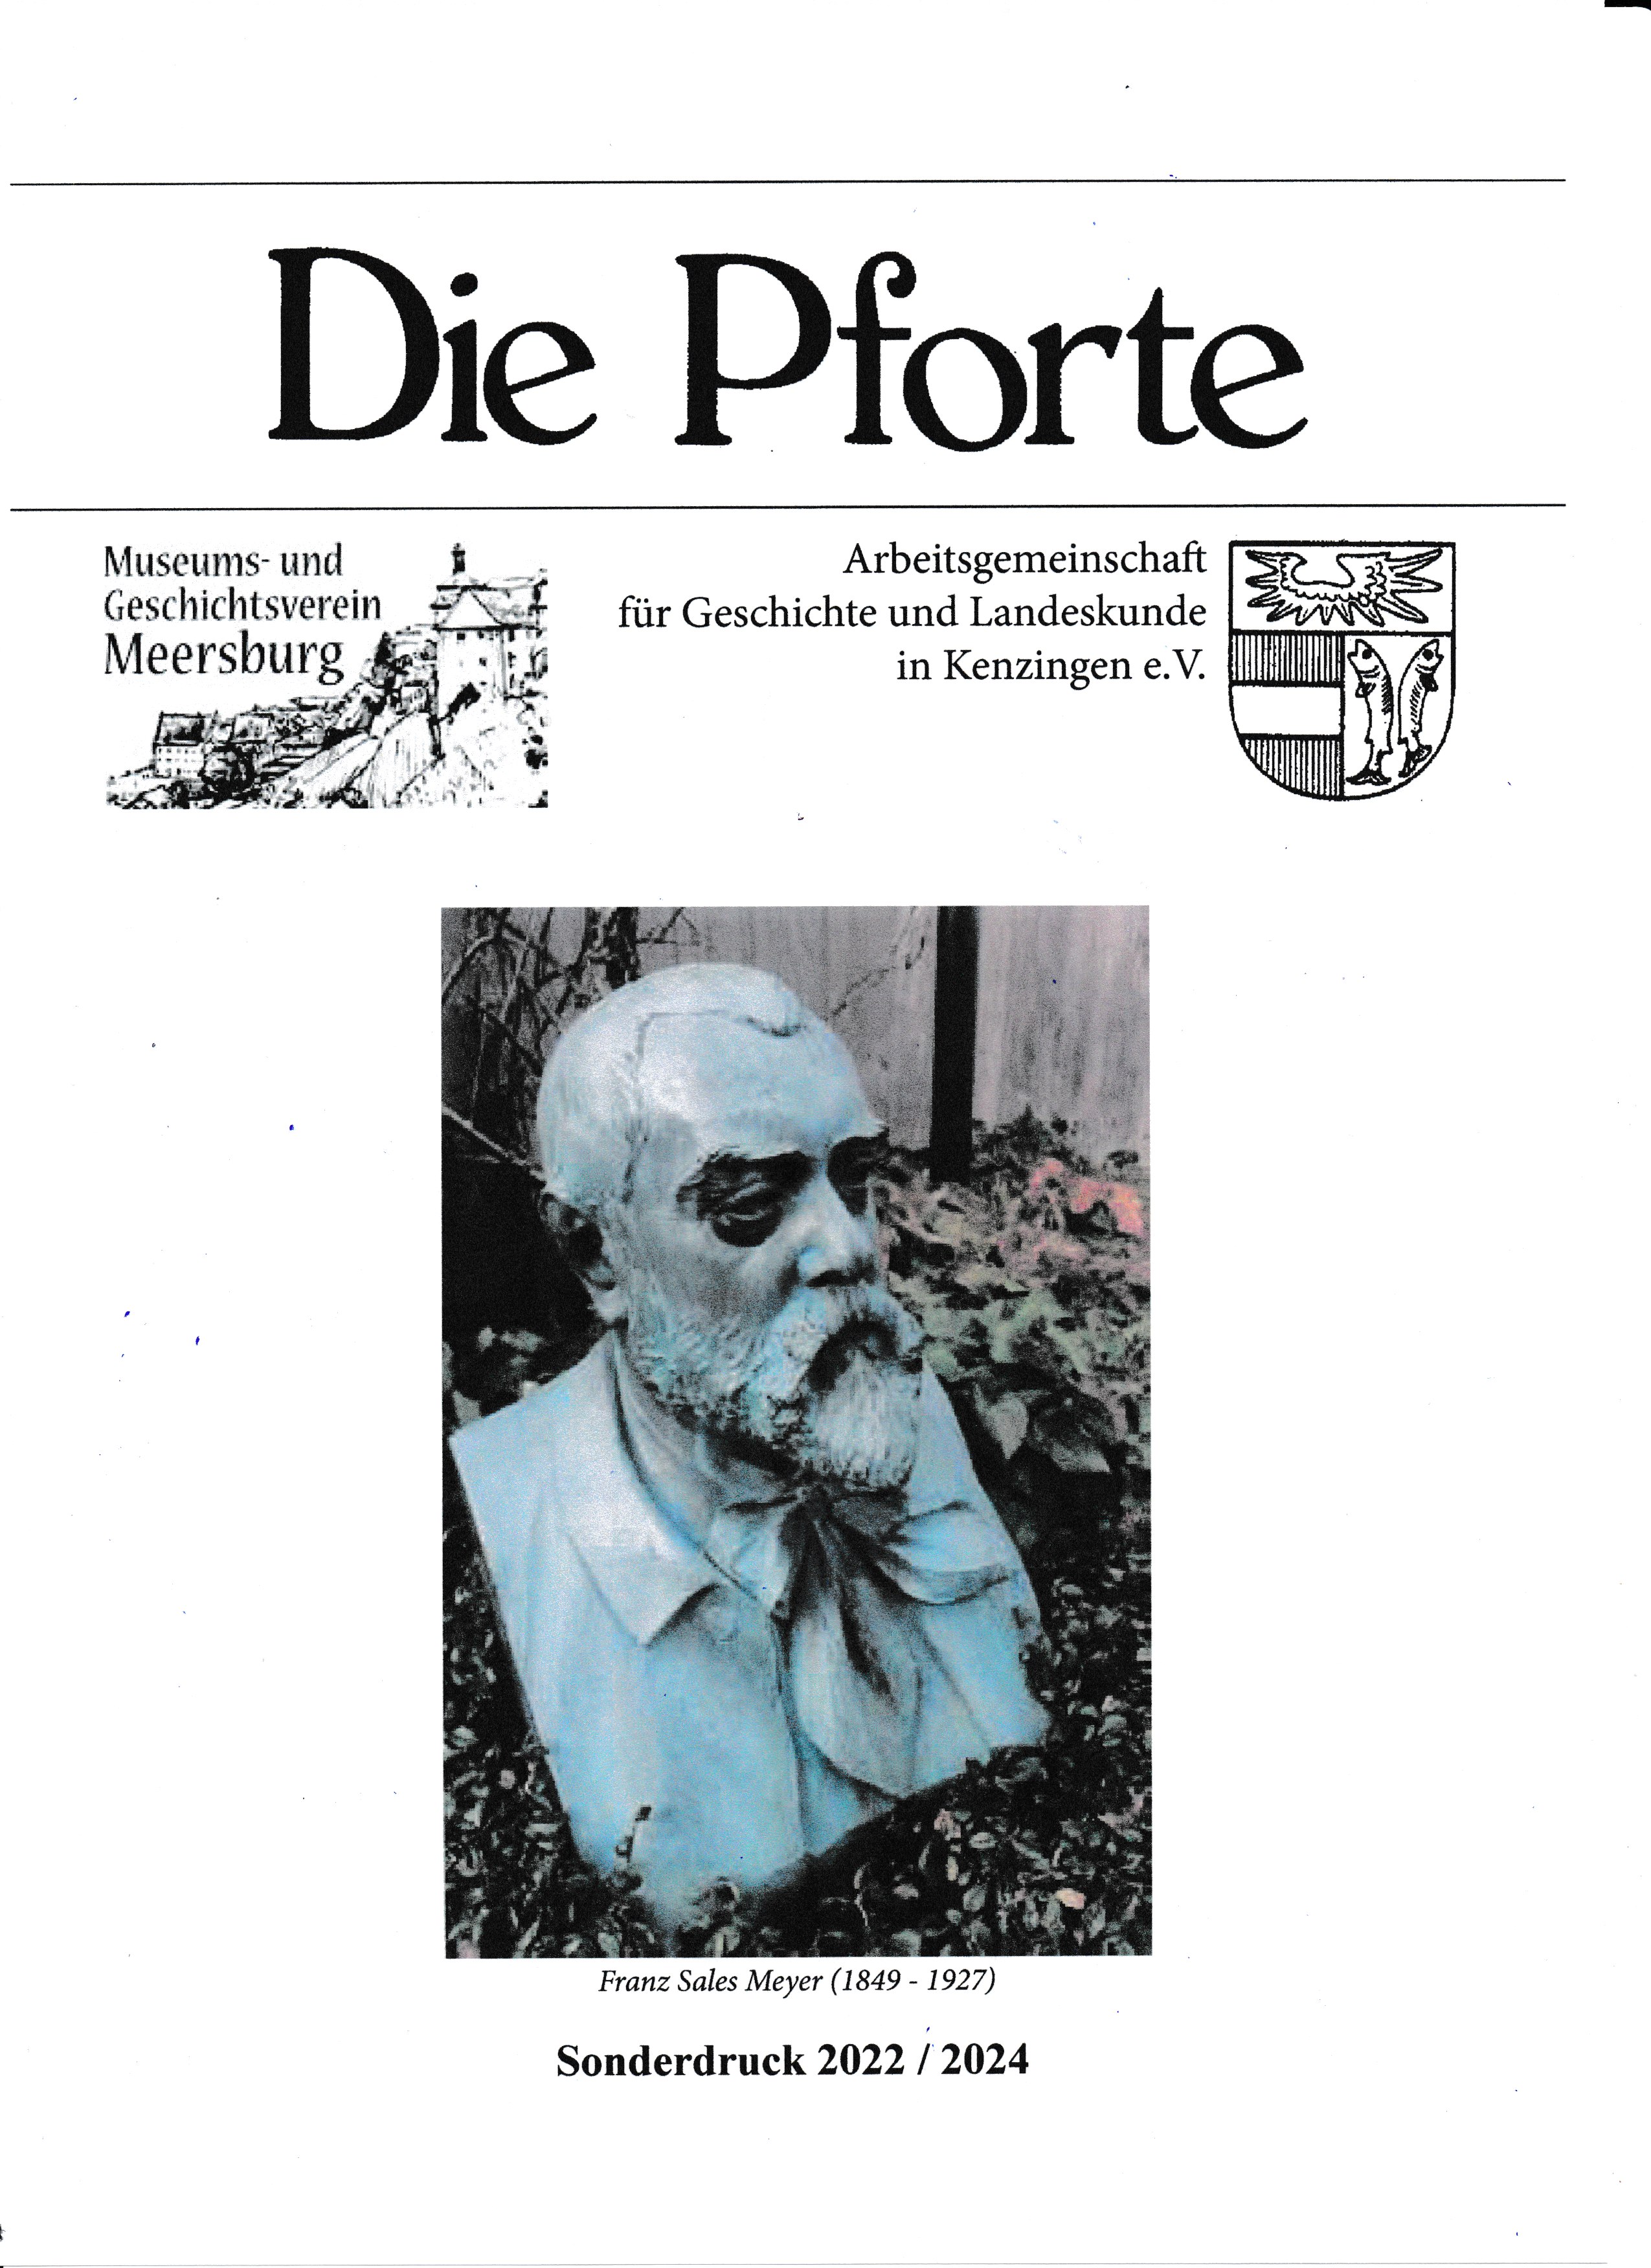 Die Pforte
Museums- und
Geschichtsverein
Meersburg
Arbeitsgemeinschaft
für Geschichte und Landeskunde
in Kenzingen e.V.
Franz Sales Meyer (1849 - 1927)
Sonderdruck 2022 / 2024